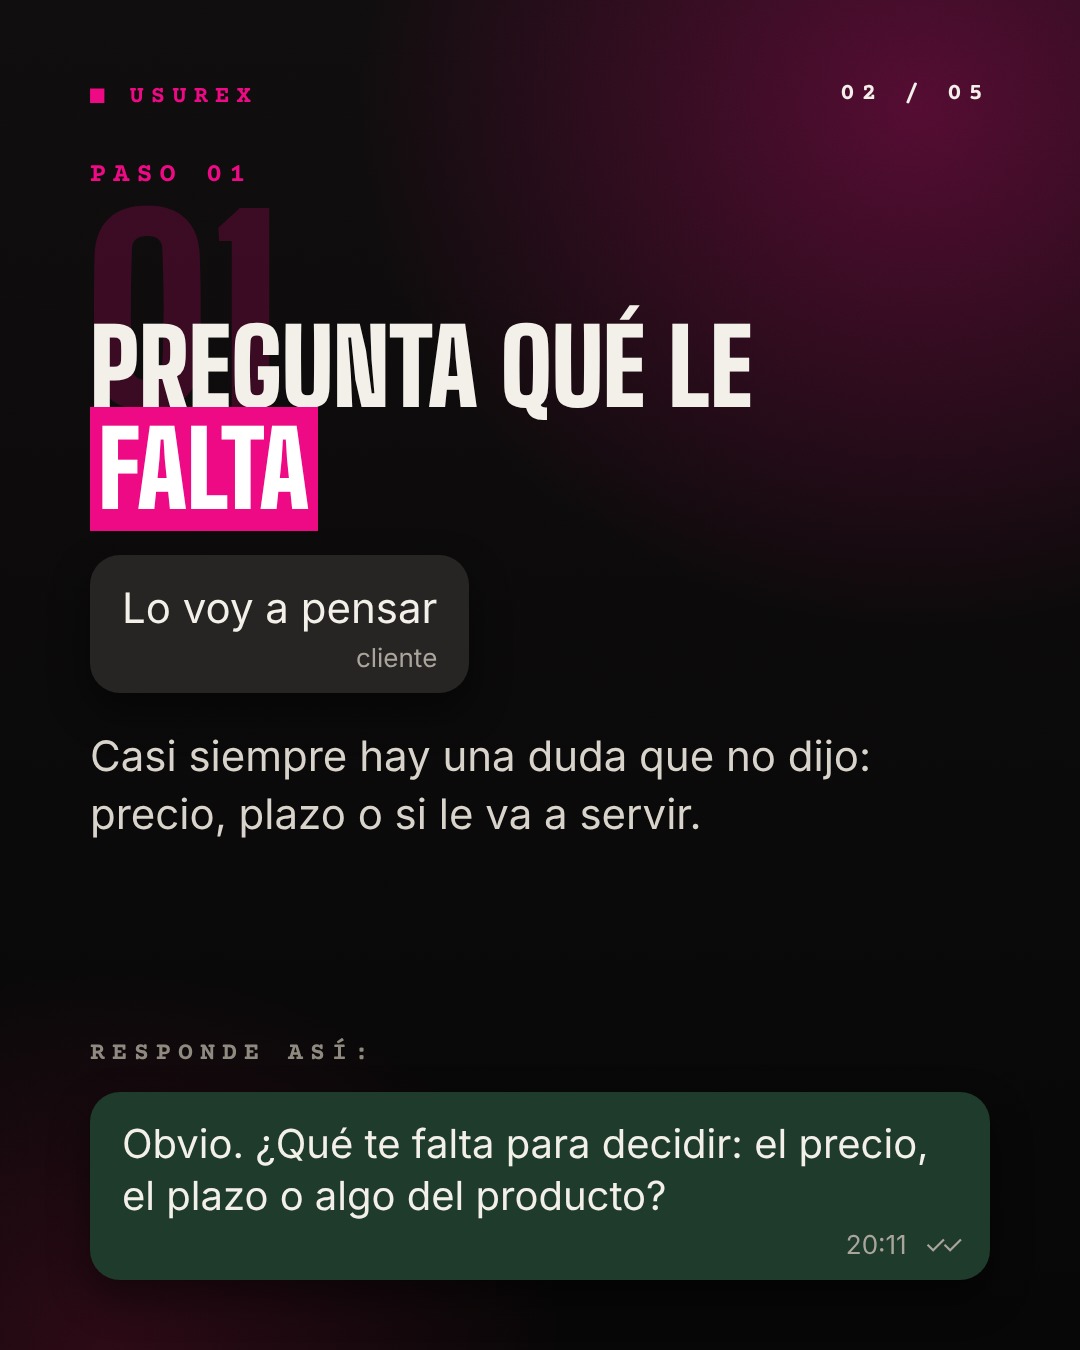 USUREX
02 / 05
PASO 01
01
PREGUNTA QUÉ LE
FALTA
Lo voy a pensar
cliente
Casi siempre hay una duda que no dijo:
precio, plazo o si le va a servir.
RESPONDE ASÍ:
Obvio. ¿Qué te falta para decidir: el precio,
el plazo o algo del producto?
20:11